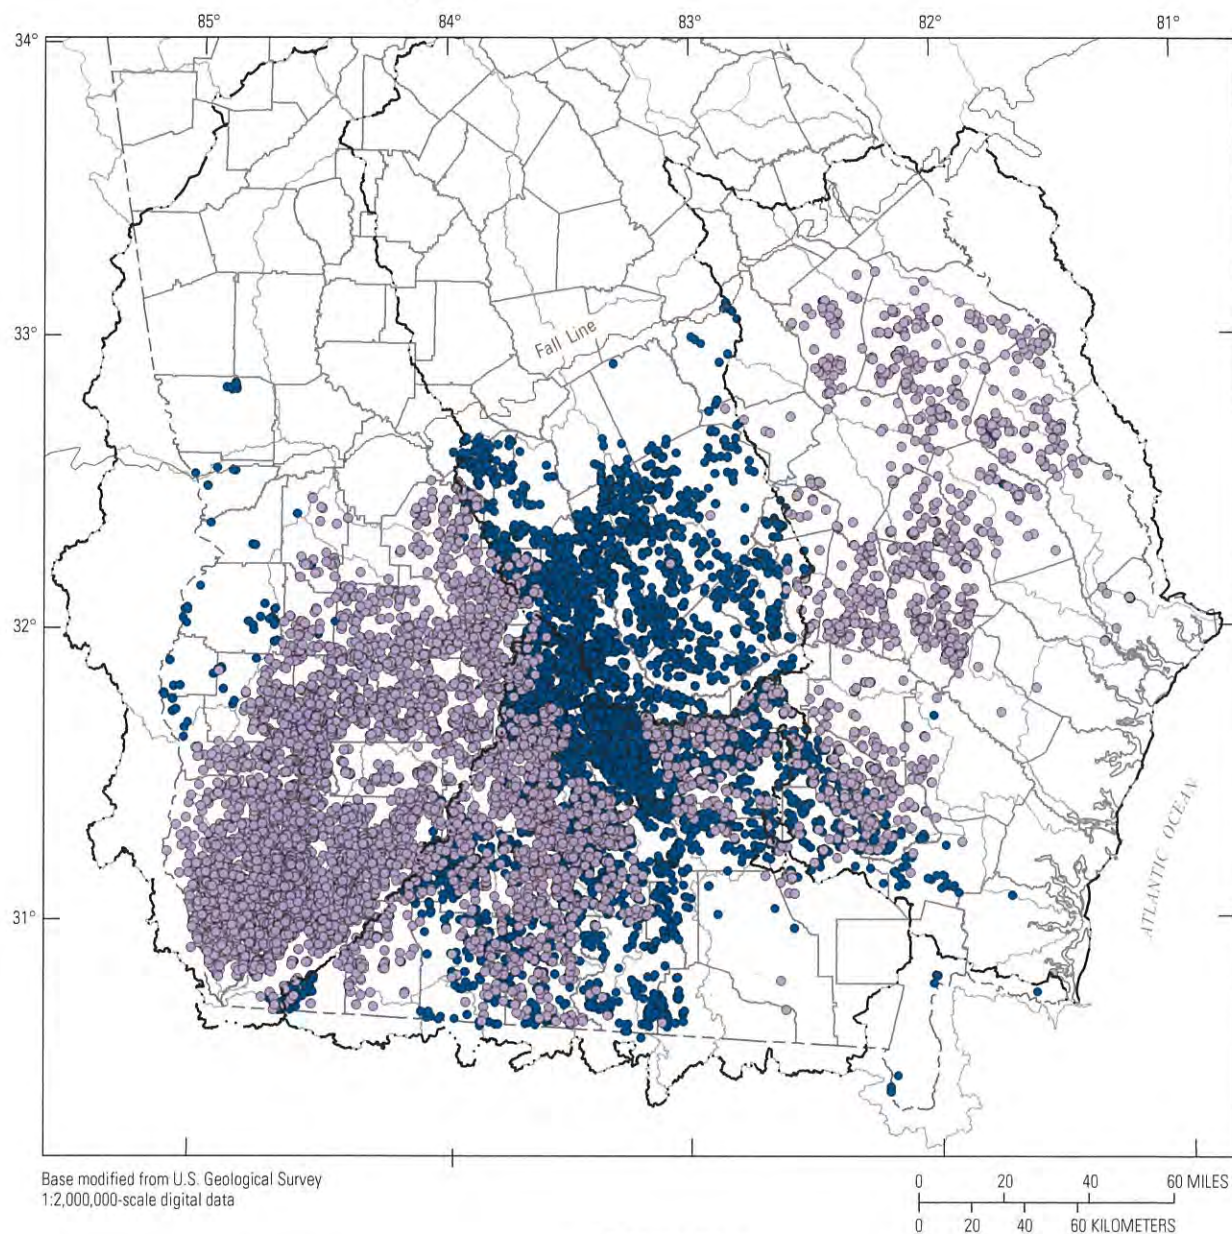 85° 84° 83° 82° 81°
34°
33°
Fall Line
32°
31°
ATLANTIC OCEAN
Base modified from U.S. Geological Survey
1:2,000,000-scale digital data
0 20 40 60 MILES
0 20 40 60 KILOMETERS